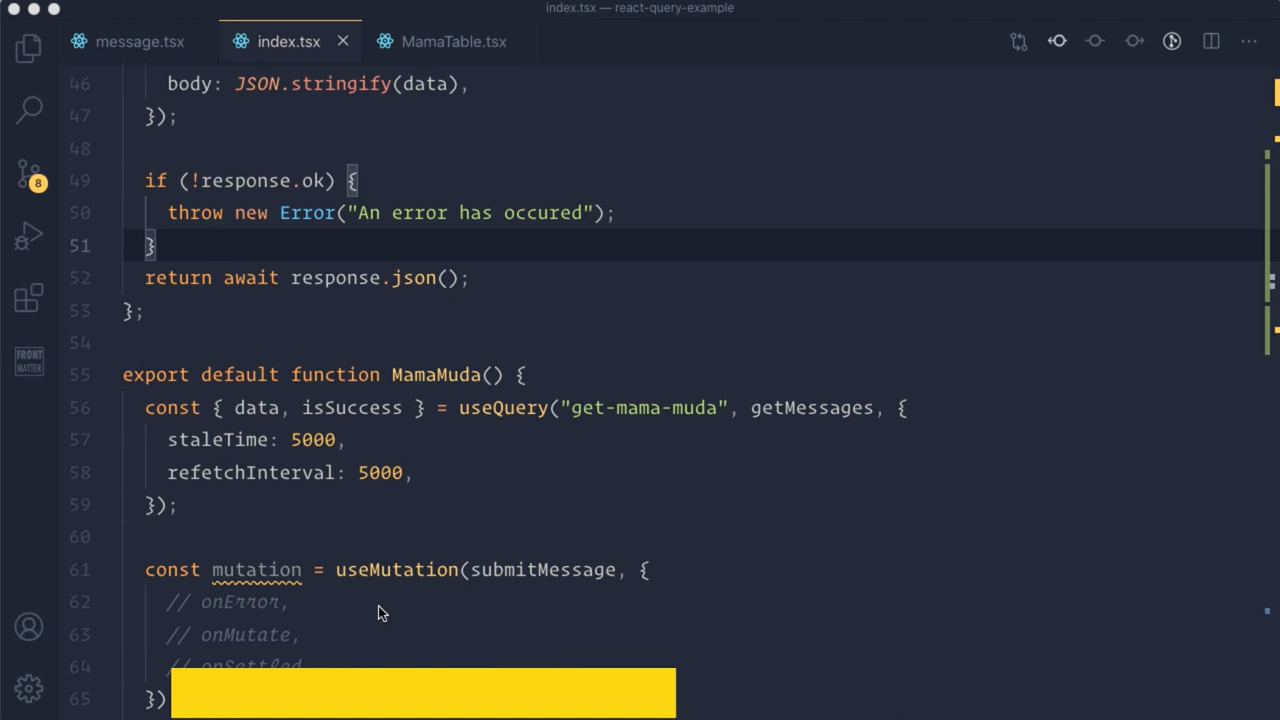 index.tsx — react-query-example
message.tsx index.tsx MamaTable.tsx
46 body: JSON.stringify(data),
47 });
48
49 if (!response.ok) {
50 throw new Error("An error has occured");
51 }
52 return await response.json();
53 };
54
55 export default function MamaMuda() {
56 const { data, isSuccess } = useQuery("get-mama-muda", getMessages, {
57 staleTime: 5000,
58 refetchInterval: 5000,
59 });
60
61 const mutation = useMutation(submitMessage, {
62 // onError,
63 // onMutate,
64 // onSettled
65 })
8
FRONT
MATTER